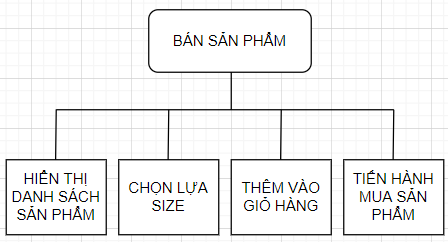 BÁN SẢN PHẨM
HIỂN THỊ
DANH SÁCH
SẢN PHẨM
CHỌN LỰA
SIZE
THÊM VÀO
GIỎ HÀNG
TIẾN HÀNH
MUA SẢN
PHẨM